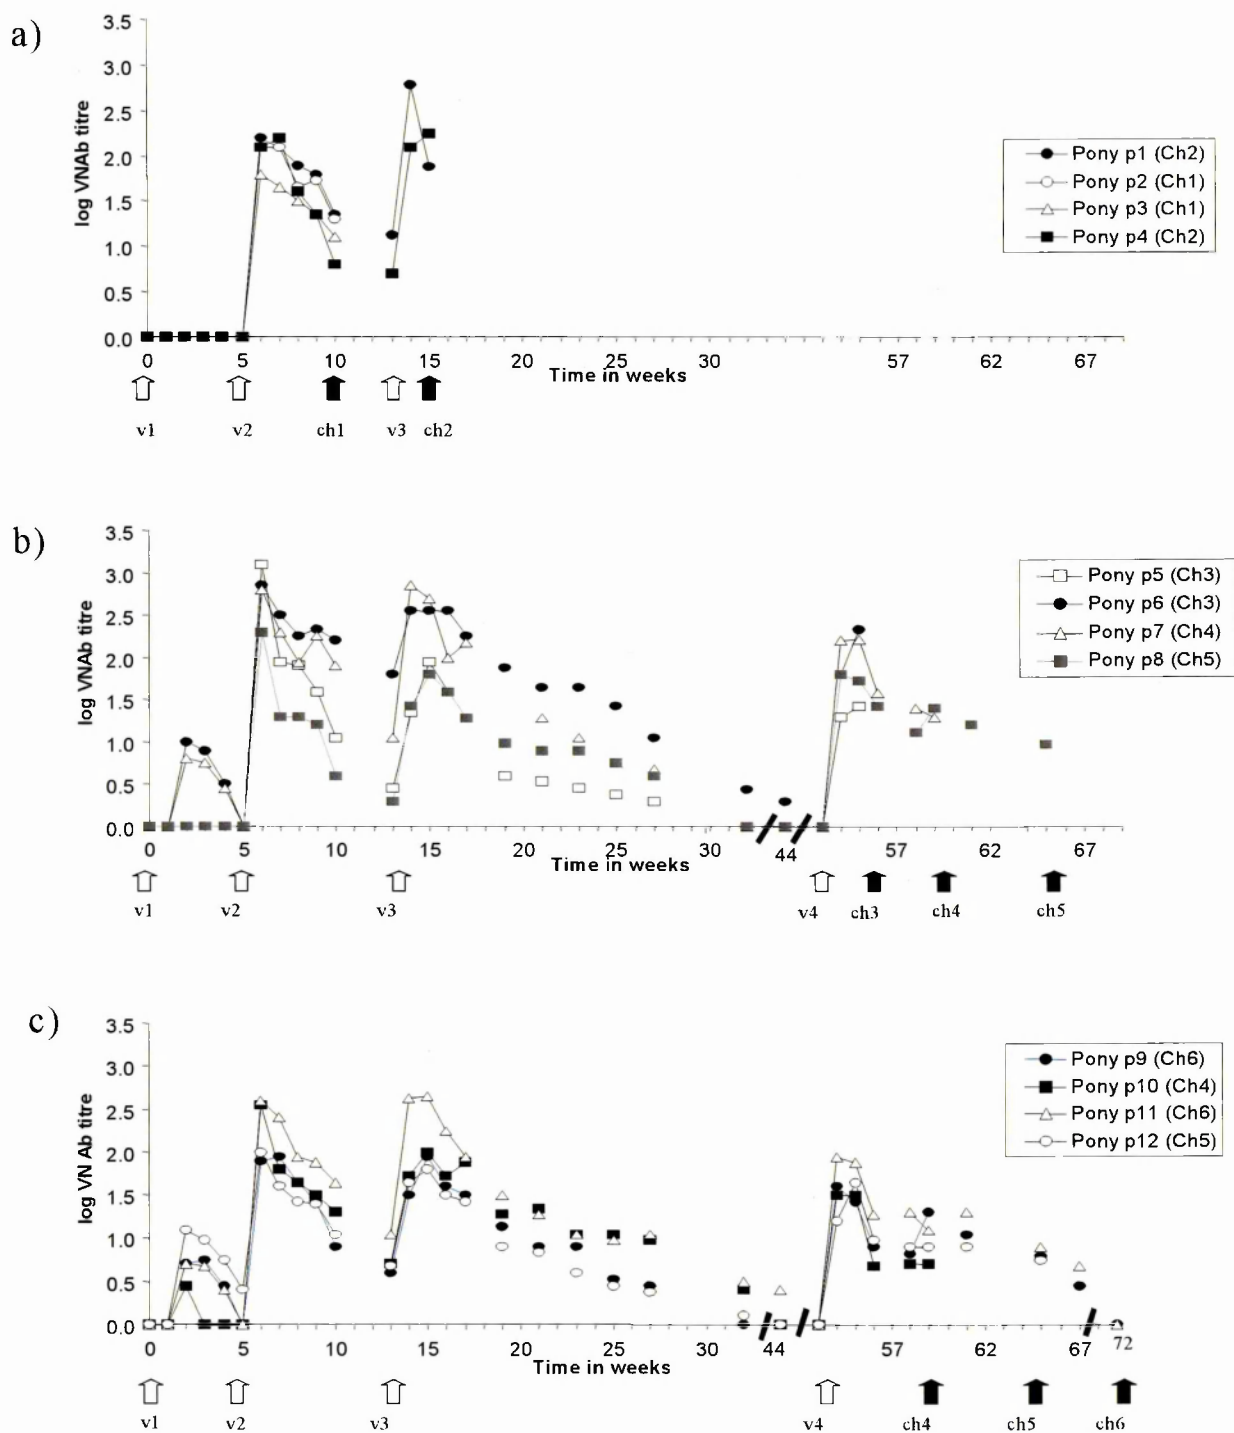 a)
3.5
3.0
2.5
2.0
1.5
1.0
0.5
0.0
log VNAb titre
0 5 10 15 20 25 30 57 62 67
Time in weeks
v1 v2 ch1 v3 ch2
Pony p1 (Ch2)
Pony p2 (Ch1)
Pony p3 (Ch1)
Pony p4 (Ch2)
b)
3.5
3.0
2.5
2.0
1.5
1.0
0.5
0.0
log VNAb titre
0 5 10 15 20 25 30 44 57 62 67
Time in weeks
v1 v2 v3 v4 ch3 ch4 ch5
Pony p5 (Ch3)
Pony p6 (Ch3)
Pony p7 (Ch4)
Pony p8 (Ch5)
c)
3.5
3.0
2.5
2.0
1.5
1.0
0.5
0.0
log VN Ab titre
0 5 10 15 20 25 30 44 57 62 67 72
Time in weeks
v1 v2 v3 v4 ch4 ch5 ch6
Pony p9 (Ch6)
Pony p10 (Ch4)
Pony p11 (Ch6)
Pony p12 (Ch5)